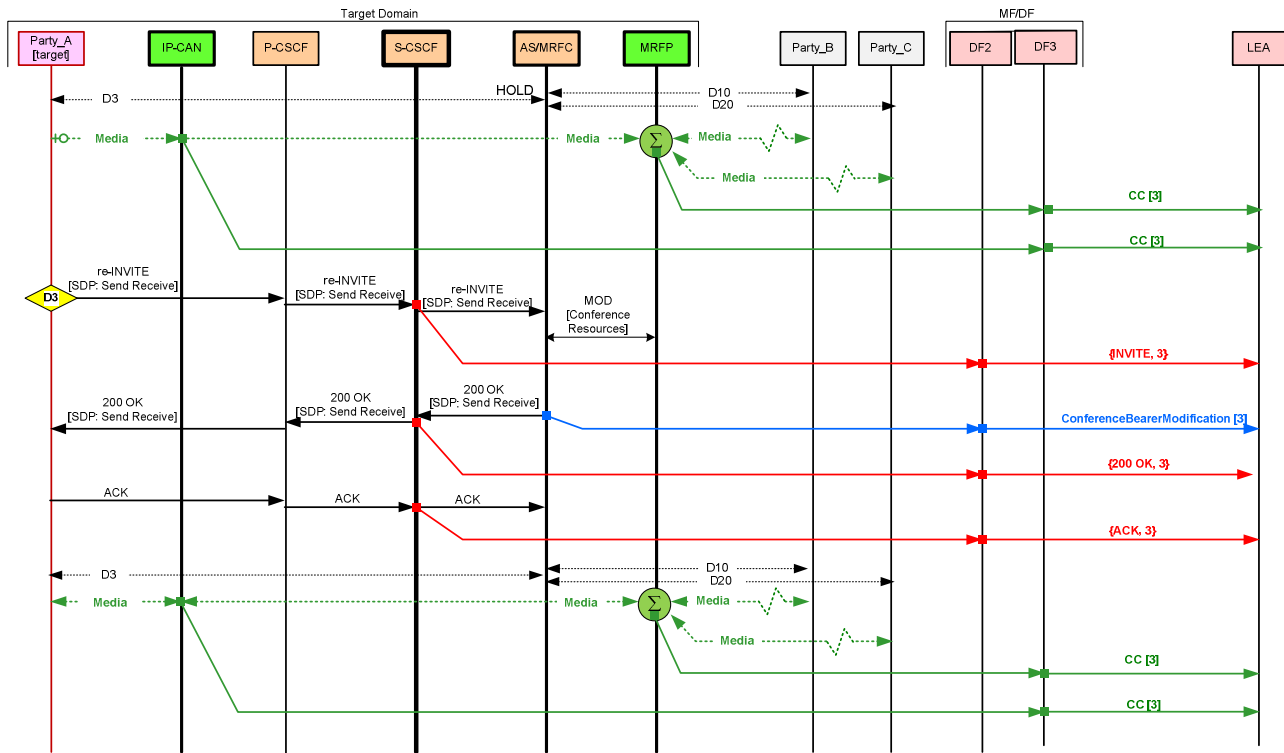 Target Domain
MF/DF
Party_A
[target]
IP-CAN
P-CSCF
S-CSCF
AS/MRFC
MRFP
Party_B
Party_C
DF2
DF3
LEA
D3
HOLD
D10
D20
Media
Media
Σ
Media
Media
CC [3]
CC [3]
re-INVITE
[SDP: Send Receive]
D3
re-INVITE
[SDP: Send Receive]
re-INVITE
[SDP: Send Receive]
MOD
[Conference
Resources]
{INVITE, 3}
200 OK
[SDP: Send Receive]
200 OK
[SDP: Send Receive]
200 OK
[SDP: Send Receive]
ConferenceBearerModification [3]
{200 OK, 3}
ACK
ACK
ACK
{ACK, 3}
D3
D10
D20
Media
Media
Σ
Media
Media
CC [3]
CC [3]